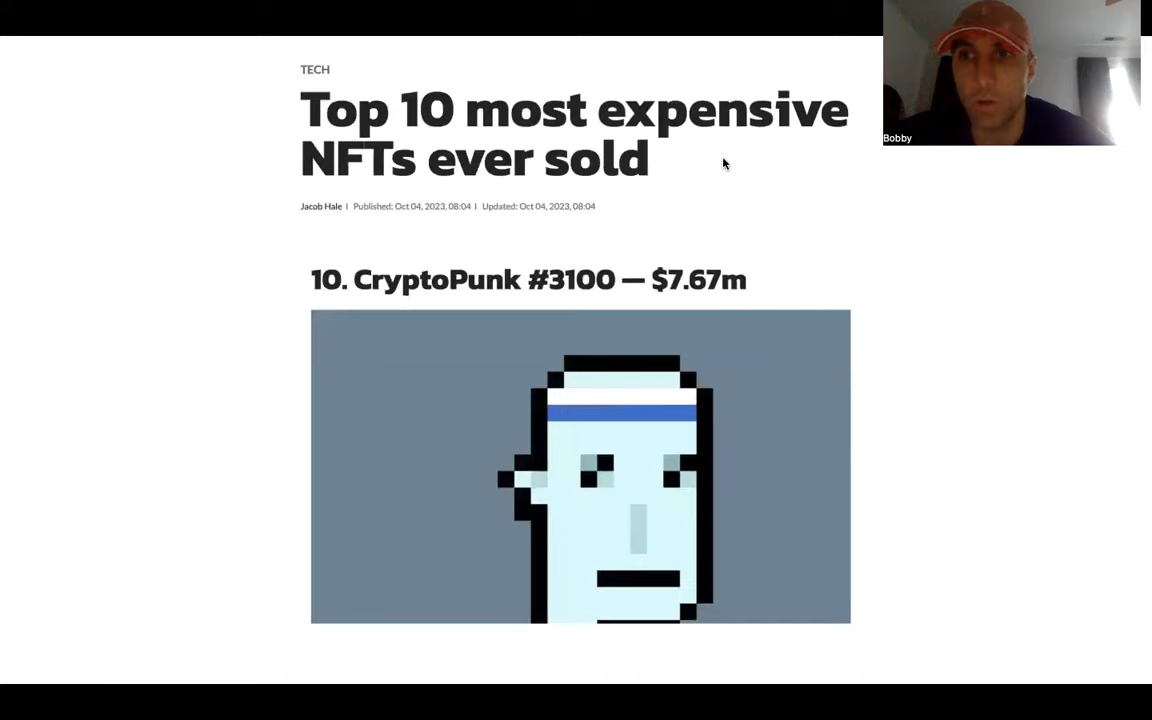 TECH
Top 10 most expensive
NFTs ever sold
Jacob Hale | Published: Oct 04, 2023, 08:04 | Updated: Oct 04, 2023, 08:04
10. CryptoPunk #3100 — $7.67m
Bobby